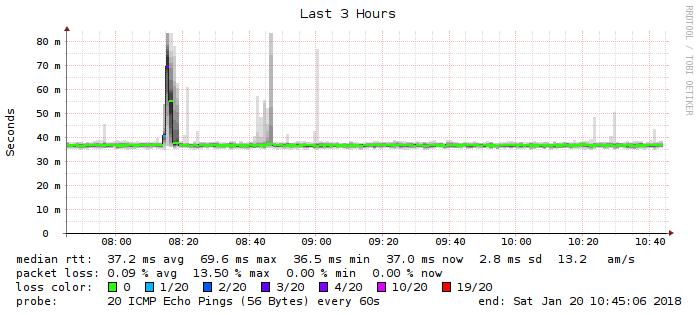 Last 3 Hours
RRDTOOL / TOBI OETIKER
Seconds
80 m
70 m
60 m
50 m
40 m
30 m
20 m
10 m
0
08:00 08:20 08:40 09:00 09:20 09:40 10:00 10:20 10:40
median rtt: 37.2 ms avg 69.6 ms max 36.5 ms min 37.0 ms now 2.8 ms sd 13.2 am/s
packet loss: 0.09 % avg 13.50 % max 0.00 % min 0.00 % now
loss color: 0 1/20 2/20 3/20 4/20 10/20 19/20
probe: 20 ICMP Echo Pings (56 Bytes) every 60s end: Sat Jan 20 10:45:06 2018